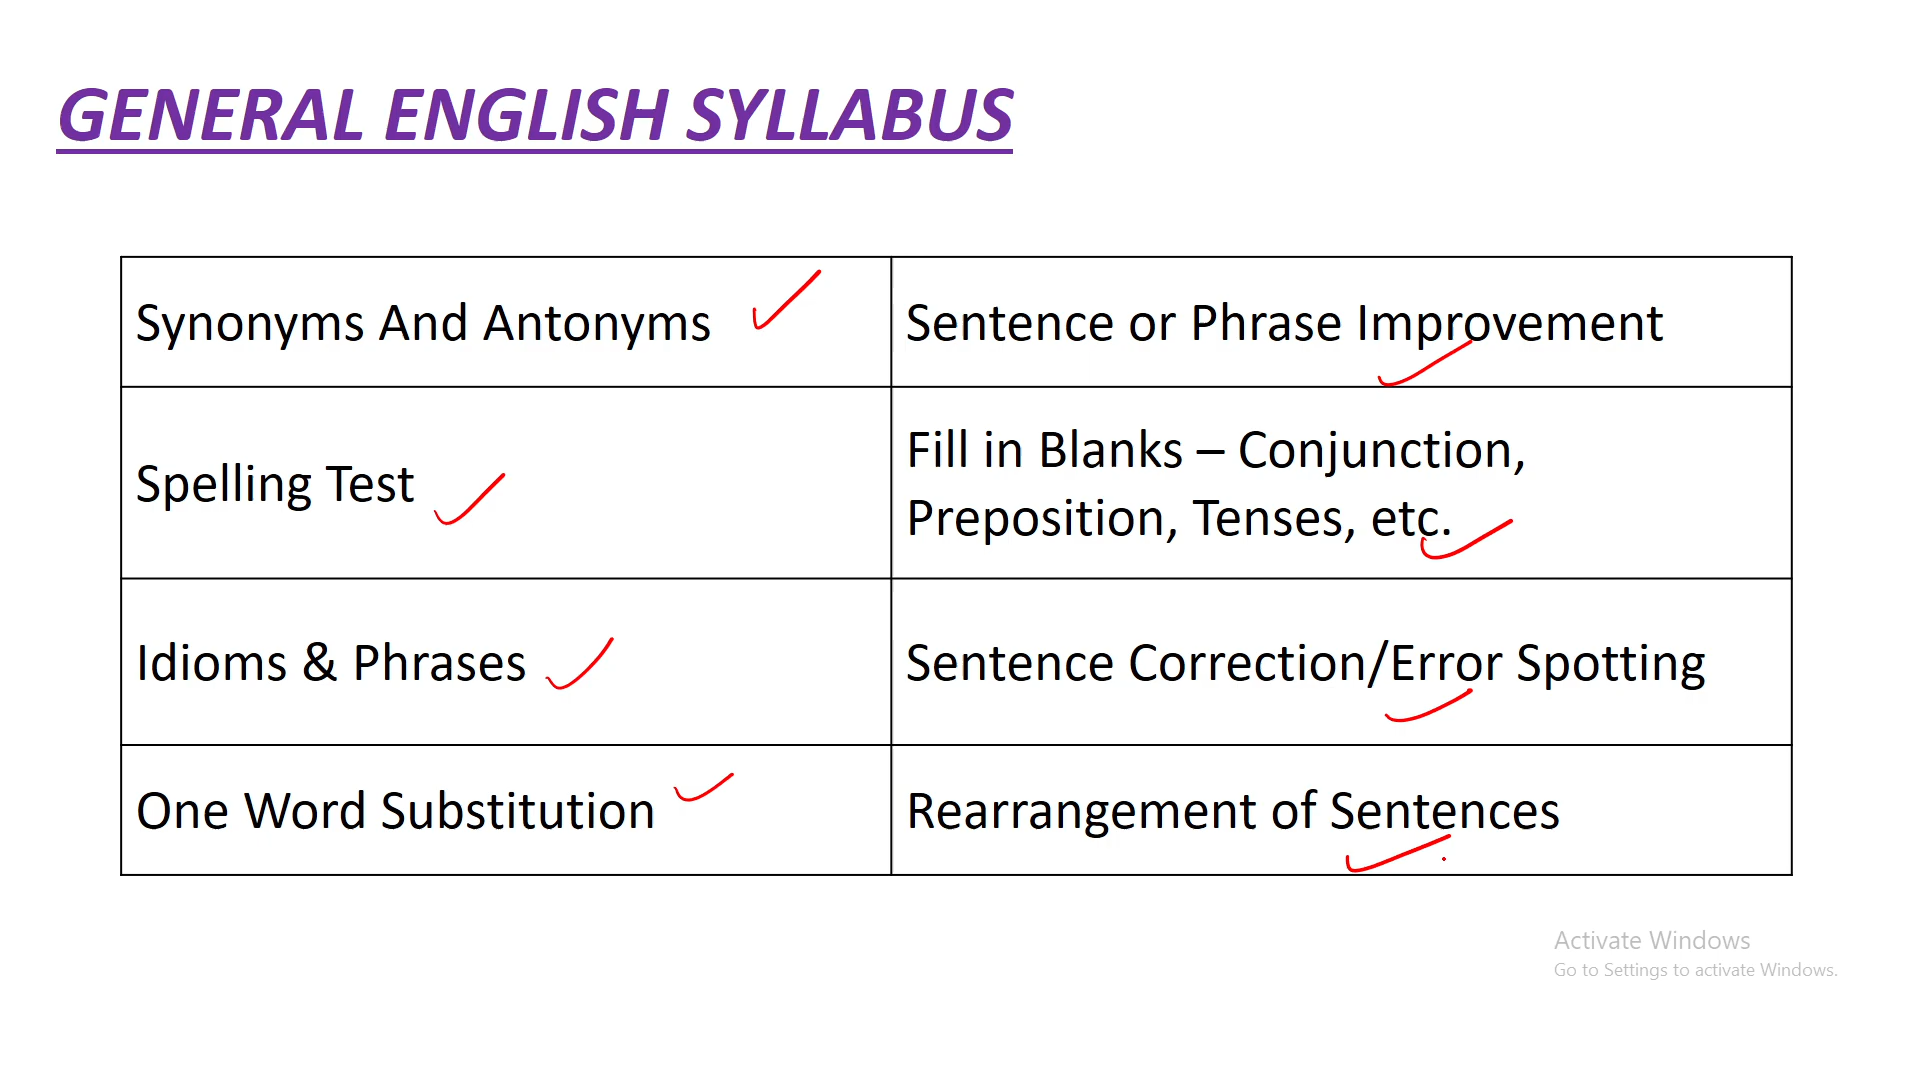 GENERAL ENGLISH SYLLABUS
Synonyms And Antonyms
Sentence or Phrase Improvement
Spelling Test
Fill in Blanks – Conjunction,
Preposition, Tenses, etc.
Idioms & Phrases
Sentence Correction/Error Spotting
One Word Substitution
Rearrangement of Sentences
Activate Windows
Go to Settings to activate Windows.